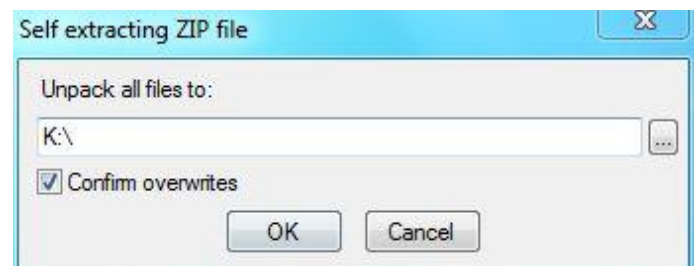 Self extracting ZIP file
Unpack all files to:
K:\
...
Confirm overwrites
OK Cancel